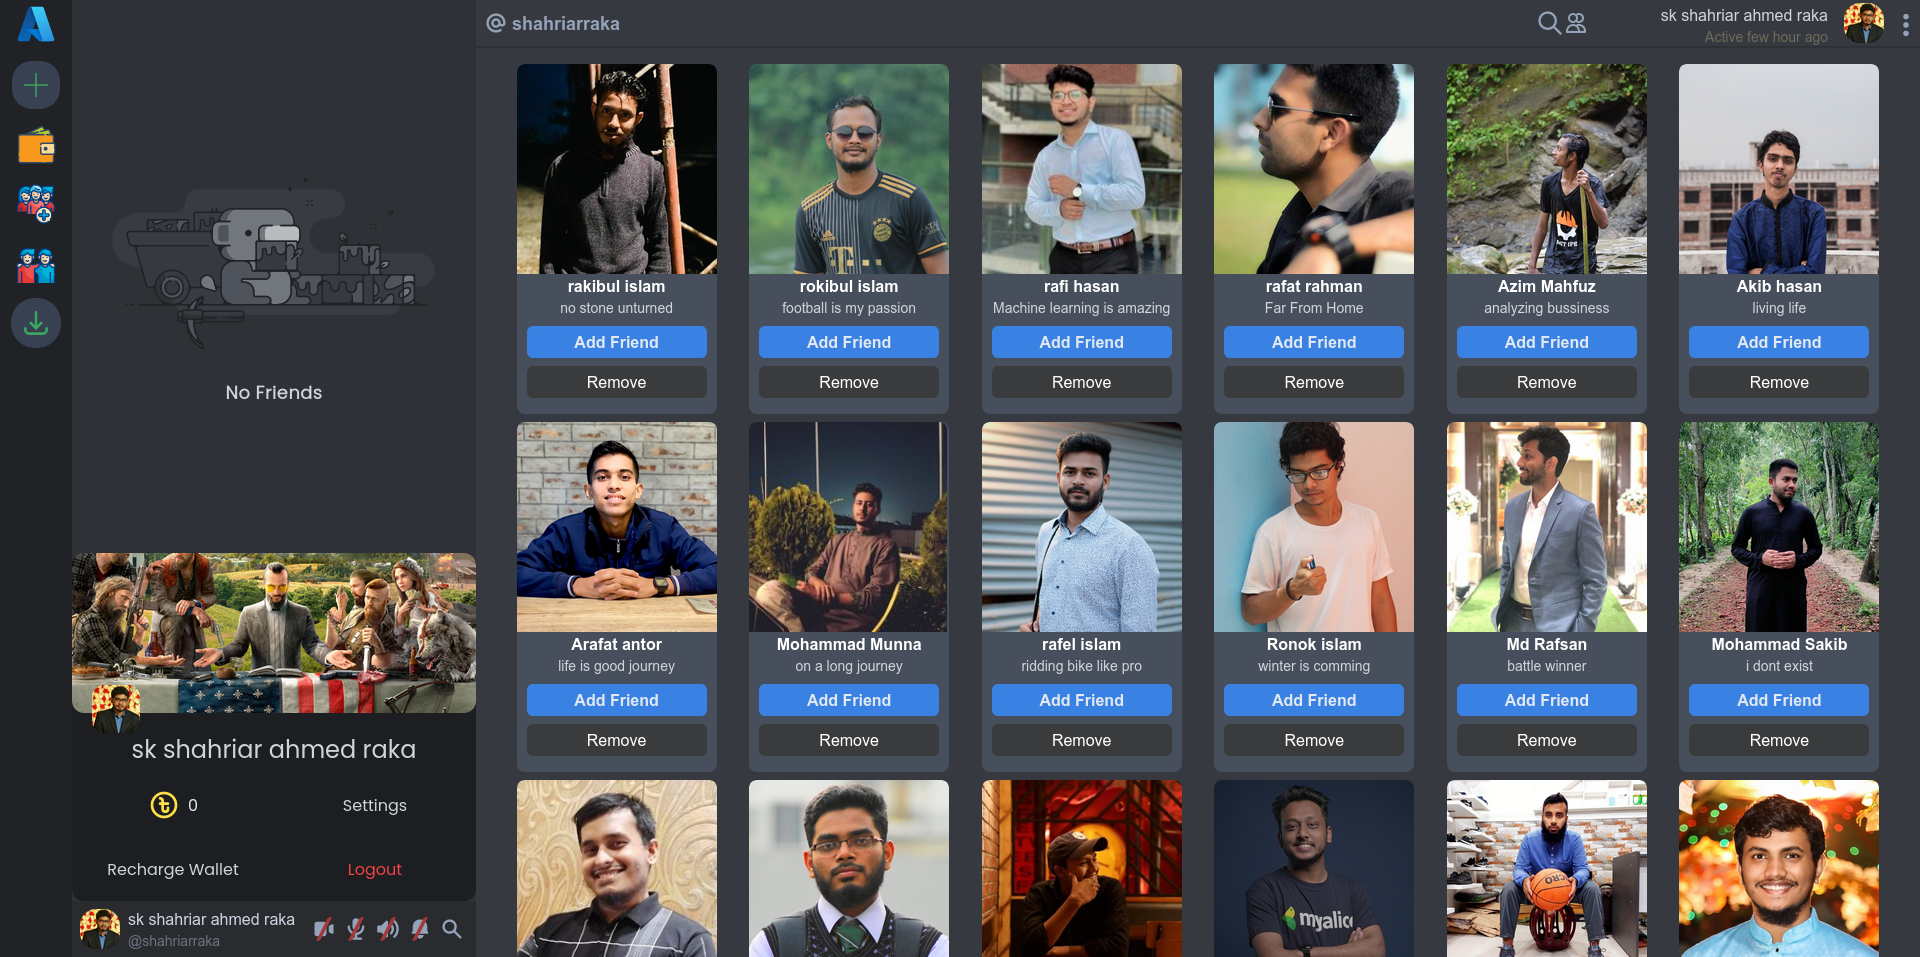 @ shahriarraka
sk shahriar ahmed raka
Active few hour ago
No Friends
sk shahriar ahmed raka
0
Settings
Recharge Wallet
Logout
sk shahriar ahmed raka
@shahriarraka
rakibul islam
no stone unturned
Add Friend
Remove
rokibul islam
football is my passion
Add Friend
Remove
rafi hasan
Machine learning is amazing
Add Friend
Remove
rafat rahman
Far From Home
Add Friend
Remove
Azim Mahfuz
analyzing bussiness
Add Friend
Remove
Akib hasan
living life
Add Friend
Remove
Arafat antor
life is good journey
Add Friend
Remove
Mohammad Munna
on a long journey
Add Friend
Remove
rafel islam
ridding bike like pro
Add Friend
Remove
Ronok islam
winter is comming
Add Friend
Remove
Md Rafsan
battle winner
Add Friend
Remove
Mohammad Sakib
i dont exist
Add Friend
Remove
myalice